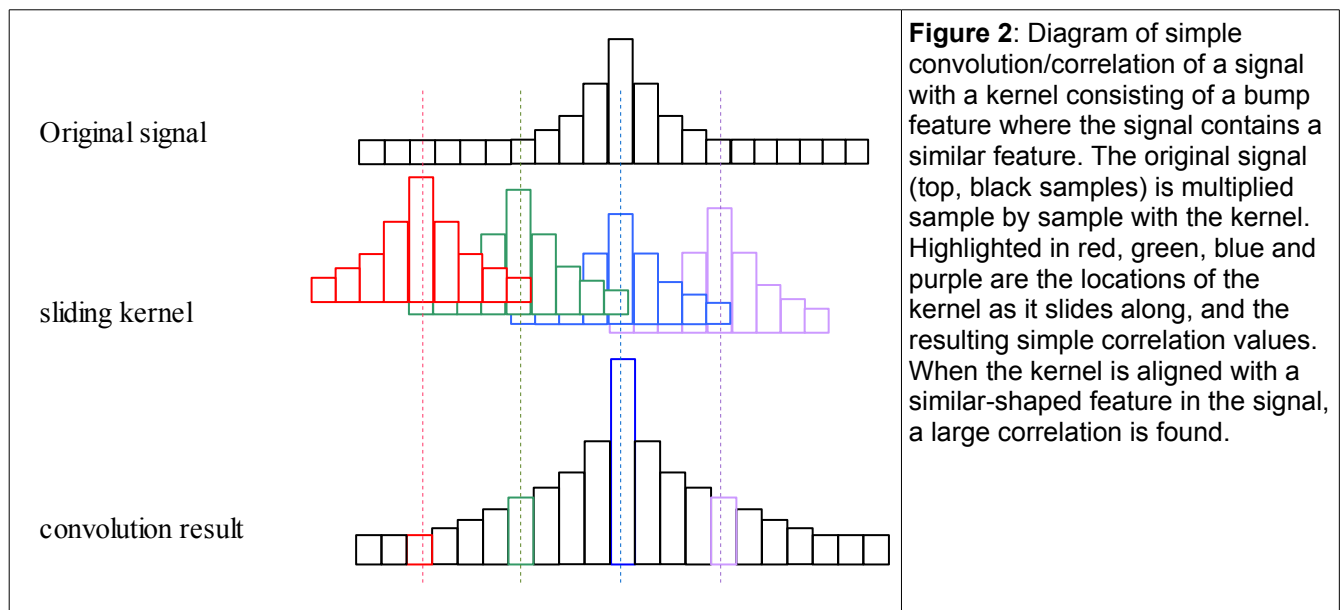 Original signal
sliding kernel
convolution result
Figure 2: Diagram of simple
convolution/correlation of a signal
with a kernel consisting of a bump
feature where the signal contains a
similar feature. The original signal
(top, black samples) is multiplied
sample by sample with the kernel.
Highlighted in red, green, blue and
purple are the locations of the
kernel as it slides along, and the
resulting simple correlation values.
When the kernel is aligned with a
similar-shaped feature in the signal,
a large correlation is found.